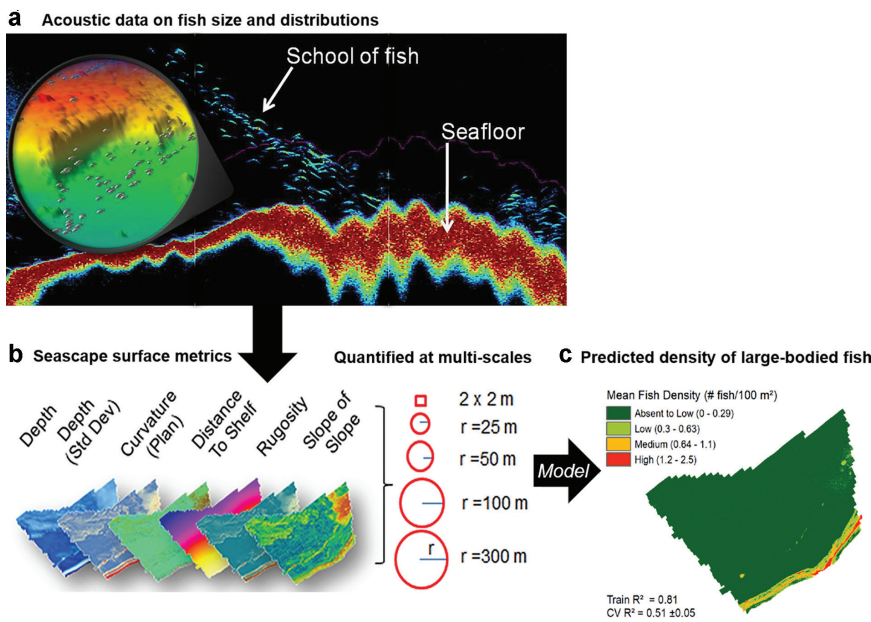 a Acoustic data on fish size and distributions
School of fish
Seafloor
b Seascape surface metrics
Quantified at multi-scales
Depth
Depth
(Std Dev)
Curvature
(Plan)
Distance
To Shelf
Rugosity
Slope of
Slope
2 x 2 m
r =25 m
r =50 m
r =100 m
r
r =300 m
Model
c Predicted density of large-bodied fish
Mean Fish Density (# fish/100 m²)
Absent to Low (0 - 0.29)
Low (0.3 - 0.63)
Medium (0.64 - 1.1)
High (1.2 - 2.5)
Train R² = 0.81
CV R² = 0.51 ±0.05